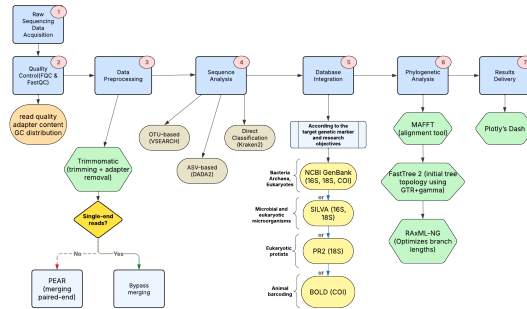 1
Raw
Sequencing
Data
Acquisition
2
Quality
Control(FQC &
FastQC)
3
Data
Preprocessing
4
Sequence
Analysis
5
Database
Integration
6
Phylogenetic
Analysis
7
Results
Delivery
read quality
adapter content
GC distribution
Trimmomatic
(trimming + adapter
removal)
Single-end
reads?
No
Yes
PEAR
(merging
paired-end)
Bypass
merging
OTU-based
(VSEARCH)
ASV-based
(DADA2)
Direct
Classification
(Kraken2)
According to the
target genetic marker
and research
objectives
Bacteria
Archaea,
Eukaryotes
NCBI GenBank
(16S, 18S, COI)
or
Microbial and
eukaryotic
microorganisms
SILVA (16S,
18S)
or
Eukaryotic
protists
PR2 (18S)
or
Animal
barcoding
BOLD (COI)
MAFFT
(alignment tool)
FastTree 2 (initial tree
topology using
GTR+gamma)
RAxML-NG
(Optimizes branch
lengths)
Plotly's Dash